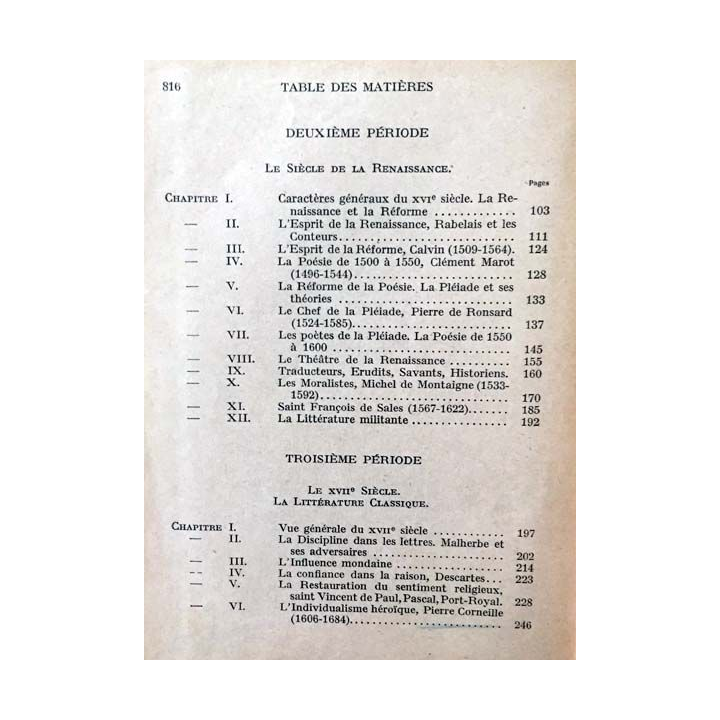 816 TABLE DES MATIÈRES
DEUXIÈME PÉRIODE
LE SIÈCLE DE LA RENAISSANCE.
Pages
CHAPITRE I. Caractères généraux du XVIe siècle. La Re-
naissance et la Réforme ............. 103
— II. L'Esprit de la Renaissance, Rabelais et les
Conteurs......................... 111
— III. L'Esprit de la Réforme, Calvin (1509-1564). 124
— IV. La Poésie de 1500 à 1550, Clément Marot
(1496-1544)....................... 128
— V. La Réforme de la Poésie. La Pléiade et ses
théories ......................... 133
— VI. Le Chef de la Pléiade, Pierre de Ronsard
(1524-1585)....................... 137
— VII. Les poètes de la Pléiade. La Poésie de 1550
à 1600 .......................... 145
— VIII. Le Théâtre de la Renaissance .......... 155
— IX. Traducteurs, Erudits, Savants, Historiens. 160
— X. Les Moralistes, Michel de Montaigne (1533-
1592)........................... 170
— XI. Saint François de Sales (1567-1622)....... 185
— XII. La Littérature militante ............... 192
TROISIÈME PÉRIODE
LE XVIIe SIÈCLE.
LA LITTÉRATURE CLASSIQUE.
CHAPITRE I. Vue générale du XVIIe siècle ............ 197
— II. La Discipline dans les lettres. Malherbe et
ses adversaires .................... 202
— III. L'Influence mondaine ................. 214
— IV. La confiance dans la raison, Descartes... 223
— V. La Restauration du sentiment religieux,
saint Vincent de Paul, Pascal, Port-Royal. 228
— VI. L'Individualisme héroïque, Pierre Corneille
(1606-1684)....................... 246